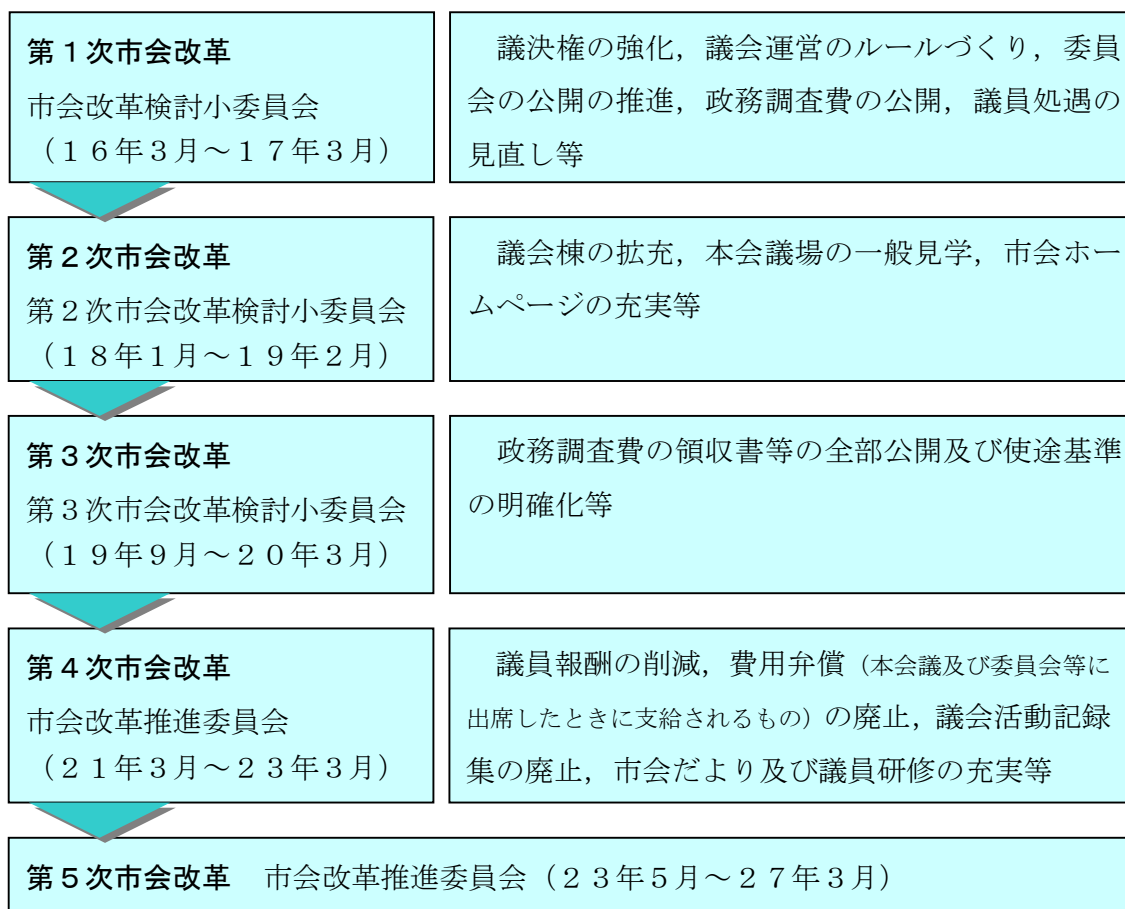 第１次市会改革
市会改革検討小委員会
（１６年３月～１７年３月）
　議決権の強化，議会運営のルールづくり，委員
会の公開の推進，政務調査費の公開，議員処遇の
見直し等
第２次市会改革
第２次市会改革検討小委員会
（１８年１月～１９年２月）
　議会棟の拡充，本会議場の一般見学，市会ホー
ムページの充実等
第３次市会改革
第３次市会改革検討小委員会
（１９年９月～２０年３月）
　政務調査費の領収書等の全部公開及び使途基準
の明確化等
第４次市会改革
市会改革推進委員会
（２１年３月～２３年３月）
　議員報酬の削減，費用弁償（本会議及び委員会等に
出席したときに支給されるもの）の廃止，議会活動記録
集の廃止，市会だより及び議員研修の充実等
第５次市会改革　市会改革推進委員会（２３年５月～２７年３月）